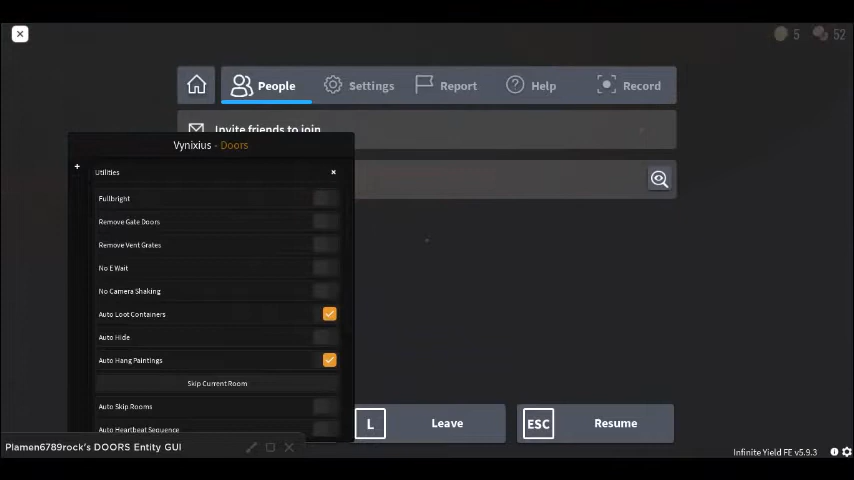 5
52
People
Settings
Report
Help
Record
Invite friends to join
Vynixius - Doors
Utilities
Fullbright
Remove Gate Doors
Remove Vent Grates
No E Wait
No Camera Shaking
Auto Loot Containers
Auto Hide
Auto Hang Paintings
Skip Current Room
Auto Skip Rooms
Auto Heartbeat Sequence
L
Leave
ESC
Resume
Plamen6789rock's DOORS Entity GUI
Infinite Yield FE v5.9.3